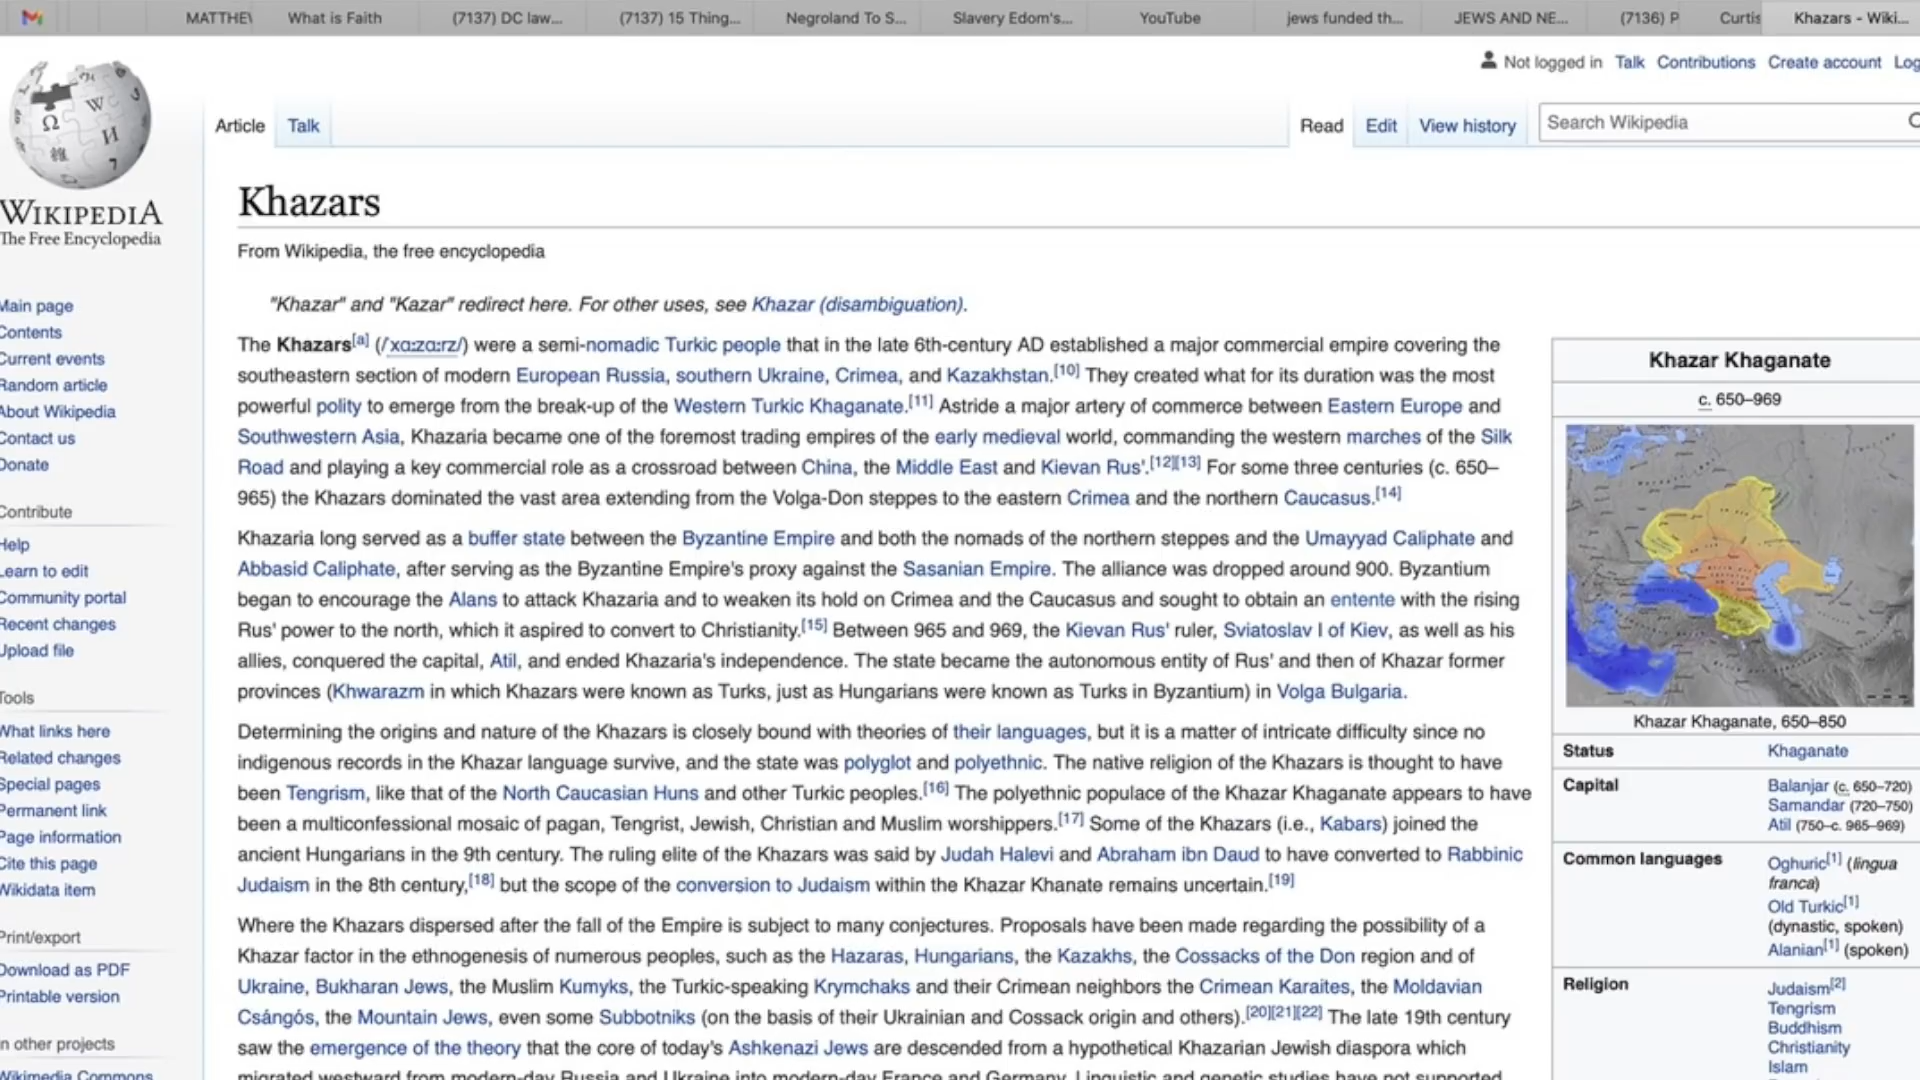 MATTHEW
What is Faith
(7137) DC law...
(7137) 15 Thing...
Negroland To S...
Slavery Edom's...
YouTube
jews funded th...
JEWS AND NE...
(7136) P
Curtis
Khazars - Wiki...
Not logged in Talk Contributions Create account Log
Article Talk Read Edit View history Search Wikipedia
WIKIPEDIA
The Free Encyclopedia
Main page
Contents
Current events
Random article
About Wikipedia
Contact us
Donate
Contribute
Help
Learn to edit
Community portal
Recent changes
Upload file
Tools
What links here
Related changes
Special pages
Permanent link
Page information
Cite this page
Wikidata item
Print/export
Download as PDF
Printable version
In other projects
Wikimedia Commons
Khazars
From Wikipedia, the free encyclopedia
"Khazar" and "Kazar" redirect here. For other uses, see Khazar (disambiguation).
The Khazars[a] (/ˈxɑːzɑːrz/) were a semi-nomadic Turkic people that in the late 6th-century AD established a major commercial empire covering the
southeastern section of modern European Russia, southern Ukraine, Crimea, and Kazakhstan.[10] They created what for its duration was the most
powerful polity to emerge from the break-up of the Western Turkic Khaganate.[11] Astride a major artery of commerce between Eastern Europe and
Southwestern Asia, Khazaria became one of the foremost trading empires of the early medieval world, commanding the western marches of the Silk
Road and playing a key commercial role as a crossroad between China, the Middle East and Kievan Rus'.[12][13] For some three centuries (c. 650–
965) the Khazars dominated the vast area extending from the Volga-Don steppes to the eastern Crimea and the northern Caucasus.[14]
Khazaria long served as a buffer state between the Byzantine Empire and both the nomads of the northern steppes and the Umayyad Caliphate and
Abbasid Caliphate, after serving as the Byzantine Empire's proxy against the Sasanian Empire. The alliance was dropped around 900. Byzantium
began to encourage the Alans to attack Khazaria and to weaken its hold on Crimea and the Caucasus and sought to obtain an entente with the rising
Rus' power to the north, which it aspired to convert to Christianity.[15] Between 965 and 969, the Kievan Rus' ruler, Sviatoslav I of Kiev, as well as his
allies, conquered the capital, Atil, and ended Khazaria's independence. The state became the autonomous entity of Rus' and then of Khazar former
provinces (Khwarazm in which Khazars were known as Turks, just as Hungarians were known as Turks in Byzantium) in Volga Bulgaria.
Determining the origins and nature of the Khazars is closely bound with theories of their languages, but it is a matter of intricate difficulty since no
indigenous records in the Khazar language survive, and the state was polyglot and polyethnic. The native religion of the Khazars is thought to have
been Tengrism, like that of the North Caucasian Huns and other Turkic peoples.[16] The polyethnic populace of the Khazar Khaganate appears to have
been a multiconfessional mosaic of pagan, Tengrist, Jewish, Christian and Muslim worshippers.[17] Some of the Khazars (i.e., Kabars) joined the
ancient Hungarians in the 9th century. The ruling elite of the Khazars was said by Judah Halevi and Abraham ibn Daud to have converted to Rabbinic
Judaism in the 8th century,[18] but the scope of the conversion to Judaism within the Khazar Khanate remains uncertain.[19]
Where the Khazars dispersed after the fall of the Empire is subject to many conjectures. Proposals have been made regarding the possibility of a
Khazar factor in the ethnogenesis of numerous peoples, such as the Hazaras, Hungarians, the Kazakhs, the Cossacks of the Don region and of
Ukraine, Bukharan Jews, the Muslim Kumyks, the Turkic-speaking Krymchaks and their Crimean neighbors the Crimean Karaites, the Moldavian
Csángós, the Mountain Jews, even some Subbotniks (on the basis of their Ukrainian and Cossack origin and others).[20][21][22] The late 19th century
saw the emergence of the theory that the core of today's Ashkenazi Jews are descended from a hypothetical Khazarian Jewish diaspora which
migrated westward from modern-day Russia and Ukraine into modern-day France and Germany. Linguistic and genetic studies have not supported
Khazar Khaganate
c. 650–969
Khazar Khaganate, 650–850
Status Khaganate
Capital Balanjar (c. 650–720)
Samandar (720–750)
Atil (750–c. 965–969)
Common languages Oghuric[1] (lingua
franca)
Old Turkic[1]
(dynastic, spoken)
Alanian[1] (spoken)
Religion Judaism[2]
Tengrism
Buddhism
Christianity
Islam